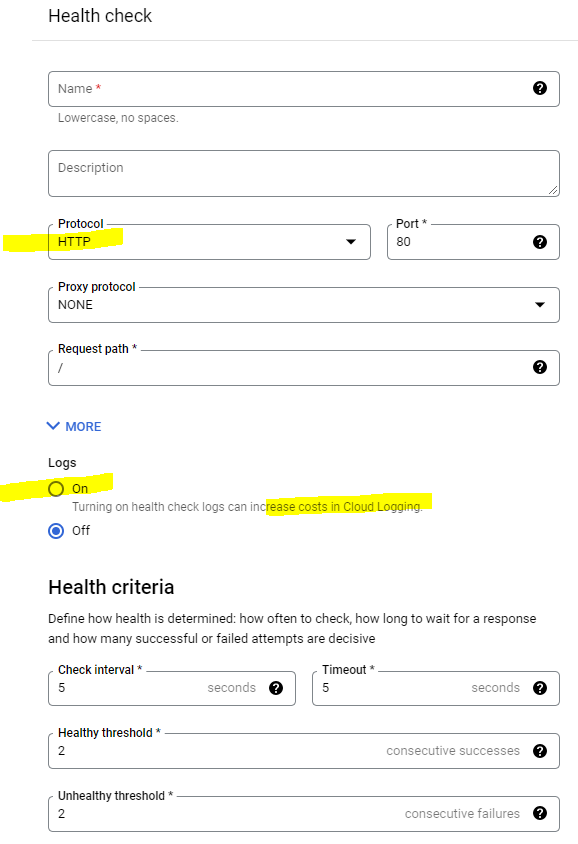 Health check
Name *
Lowercase, no spaces.
Description
Protocol Port *
HTTP 80
Proxy protocol
NONE
Request path *
/
MORE
Logs
On
Turning on health check logs can increase costs in Cloud Logging.
Off
Health criteria
Define how health is determined: how often to check, how long to wait for a response
and how many successful or failed attempts are decisive
Check interval * Timeout *
5 seconds 5 seconds
Healthy threshold *
2 consecutive successes
Unhealthy threshold *
2 consecutive failures